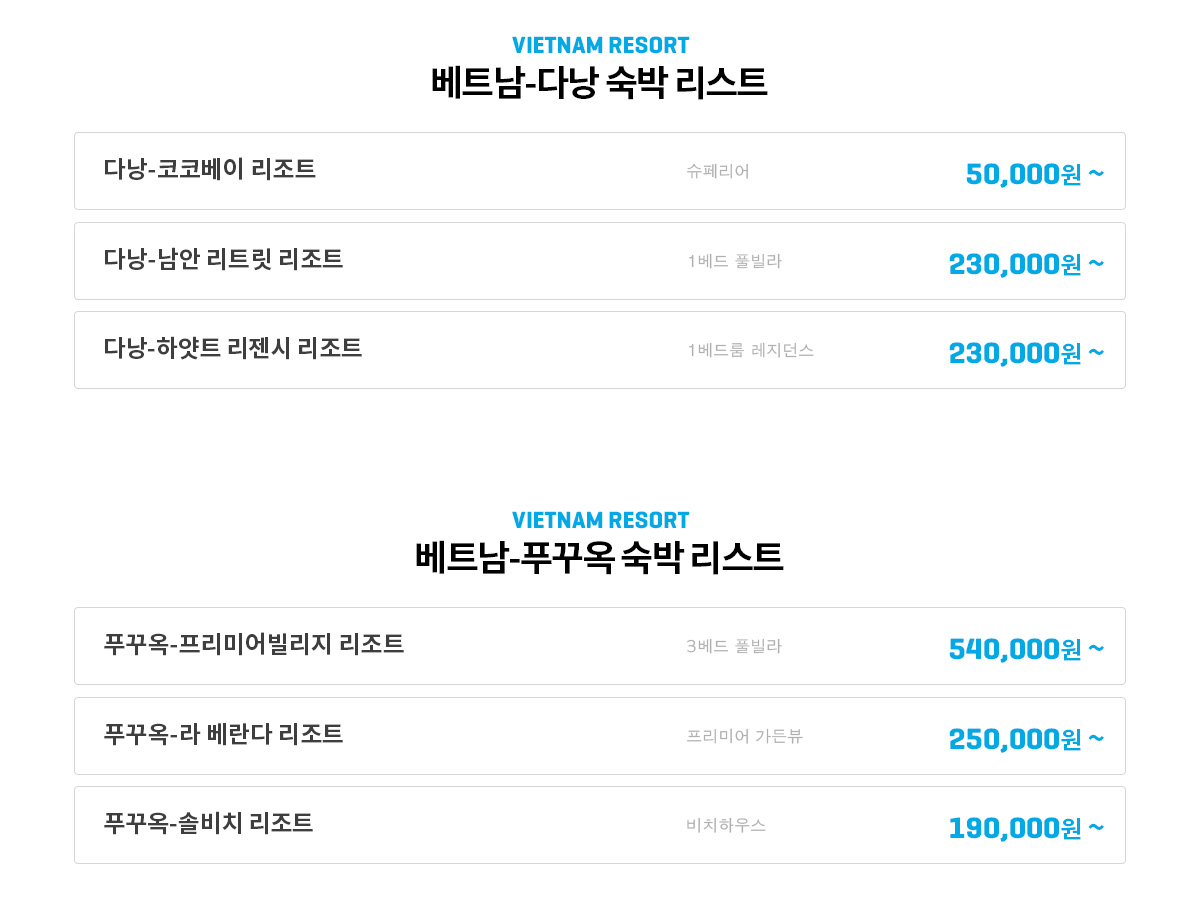 VIETNAM RESORT
베트남-다낭 숙박 리스트
다낭-코코베이 리조트 슈페리어 50,000원 ~
다낭-남안 리트릿 리조트 1베드 풀빌라 230,000원 ~
다낭-하얏트 리젠시 리조트 1베드룸 레지던스 230,000원 ~
VIETNAM RESORT
베트남-푸꾸옥 숙박 리스트
푸꾸옥-프리미어빌리지 리조트 3베드 풀빌라 540,000원 ~
푸꾸옥-라 베란다 리조트 프리미어 가든뷰 250,000원 ~
푸꾸옥-솔비치 리조트 비치하우스 190,000원 ~